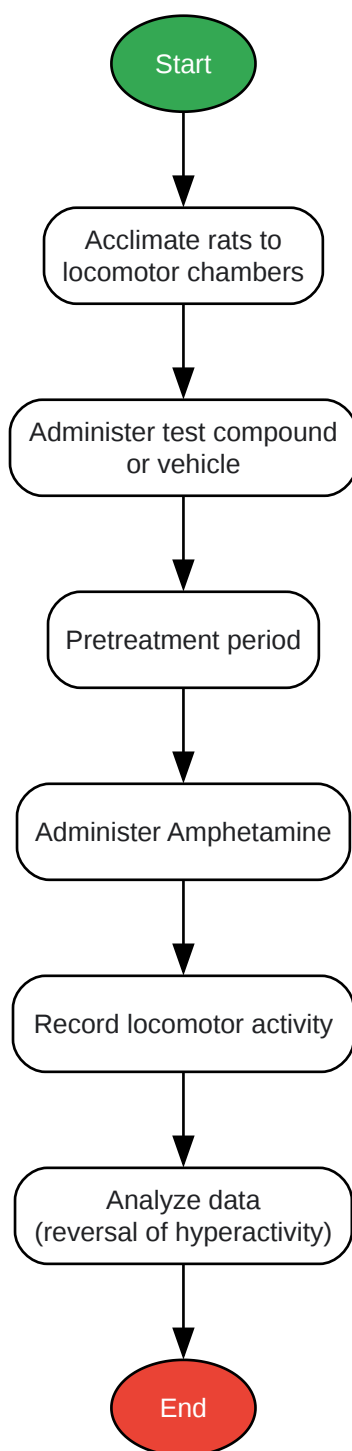 Start
Acclimate rats to
locomotor chambers
Administer test compound
or vehicle
Pretreatment period
Administer Amphetamine
Record locomotor activity
Analyze data
(reversal of hyperactivity)
End